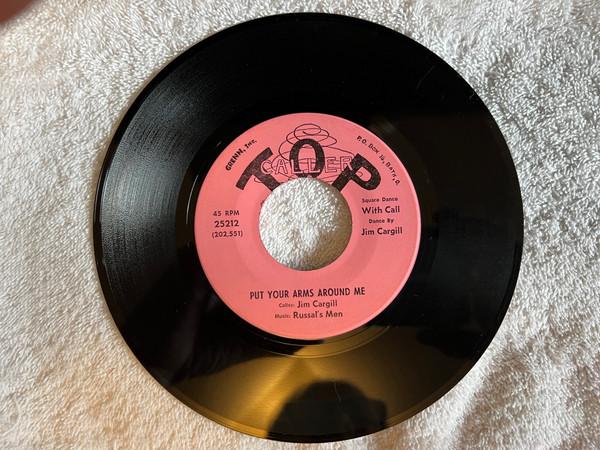 GRENN, INC.
P.O. BOX 16, BATH, O.
TOP
CALLER
45 RPM
25212
(202,551)
Square Dance
With Call
Dance By
Jim Cargill
PUT YOUR ARMS AROUND ME
Caller: Jim Cargill
Music: Russal's Men